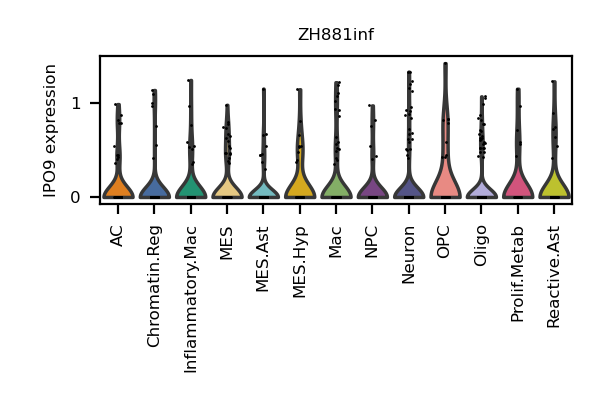 ZH881inf
IPO9 expression
1
0
AC
Chromatin.Reg
Inflammatory.Mac
MES
MES.Ast
MES.Hyp
Mac
NPC
Neuron
OPC
Oligo
Prolif.Metab
Reactive.Ast